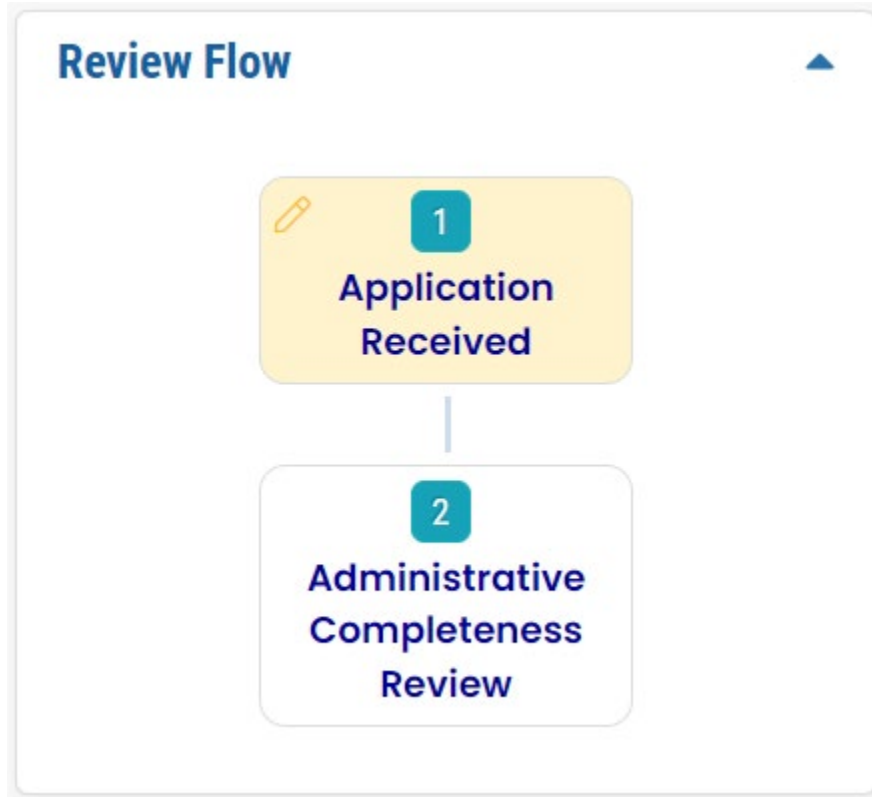 Review Flow
1
Application
Received
2
Administrative
Completeness
Review